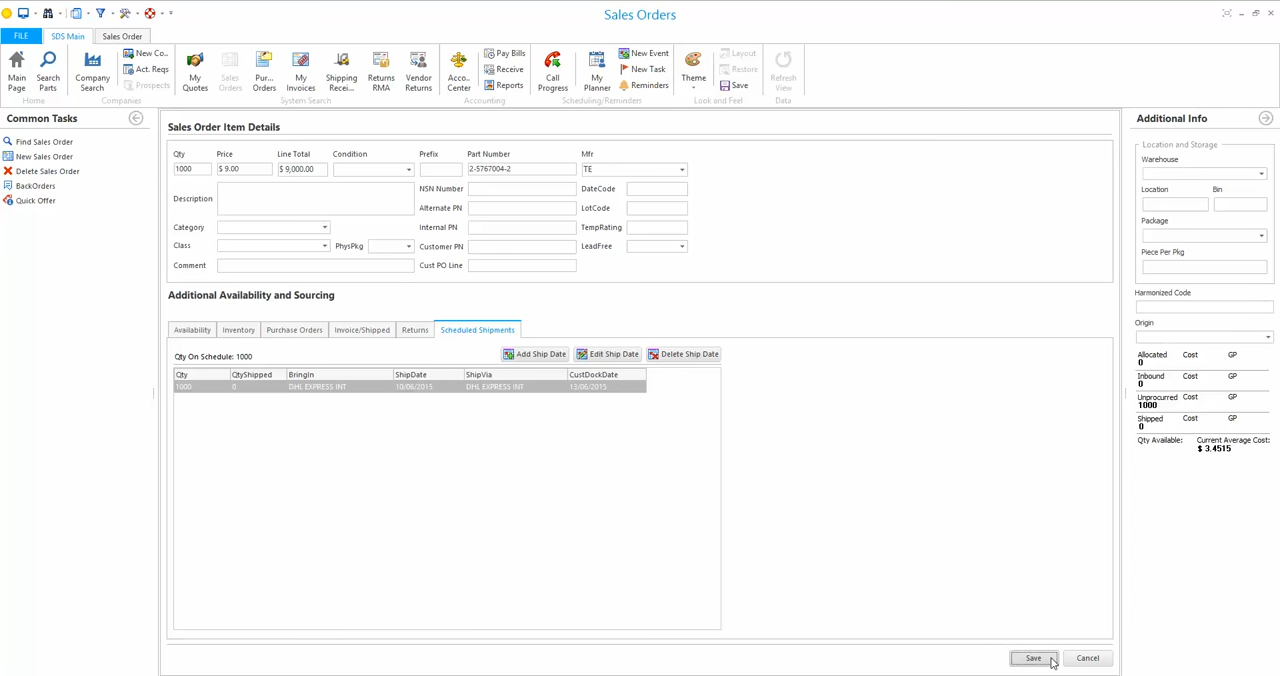 Sales Orders
FILE SDS Main Sales Order
Main Page
Search Parts
Home
Company Search
New Co...
Act. Reqs
Prospects
Companies
My Quotes
Sales Orders
Pur... Orders
My Invoices
Shipping Recei...
Returns RMA
Vendor Returns
System Search
Acco... Center
Pay Bills
Receive
Reports
Accounting
Call Progress
My Planner
New Event
New Task
Reminders
Scheduling/Reminders
Theme
Layout
Restore
Save
Look and Feel
Refresh View
Data
Common Tasks
Find Sales Order
New Sales Order
Delete Sales Order
BackOrders
Quick Offer
Sales Order Item Details
Qty Price Line Total Condition Prefix Part Number Mfr
1000 $ 9.00 $ 9,000.00 2-5767004-2 TE
Description NSN Number DateCode
Alternate PN LotCode
Category Internal PN TempRating
Class PhysPkg Customer PN LeadFree
Comment Cust PO Line
Additional Availability and Sourcing
Availability Inventory Purchase Orders Invoice/Shipped Returns Scheduled Shipments
Qty On Schedule: 1000 Add Ship Date Edit Ship Date Delete Ship Date
Qty QtyShipped BringIn ShipDate ShipVia CustDockDate
1000 0 DHL EXPRESS INT 10/06/2015 DHL EXPRESS INT 13/06/2015
Save Cancel
Additional Info
Location and Storage
Warehouse
Location Bin
Package
Piece Per Pkg
Harmonized Code
Origin
Allocated Cost GP
0
Inbound Cost GP
0
Unprocurred Cost GP
1000
Shipped Cost GP
0
Qty Available: Current Average Cost:
$ 3.4515